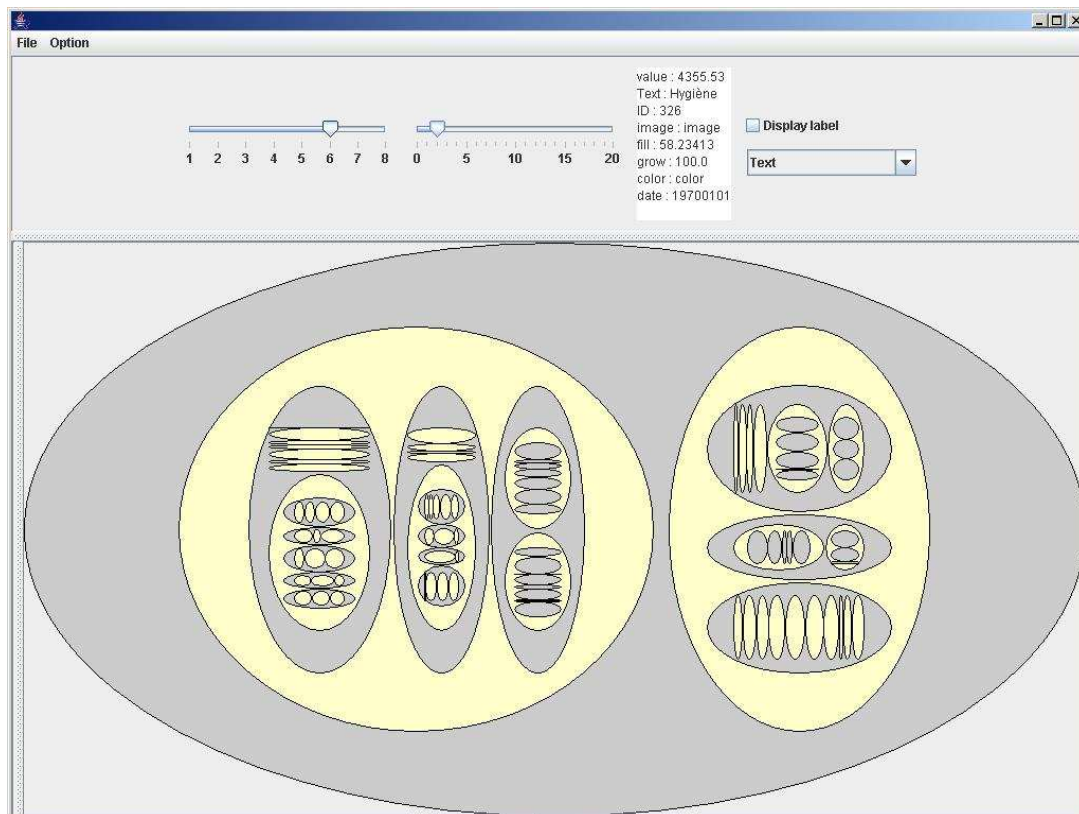 File Option
1 2 3 4 5 6 7 8
0 5 10 15 20
value : 4355.53
Text : Hygiène
ID : 326
image : image
fill : 58.23413
grow : 100.0
color : color
date : 19700101
Display label
Text